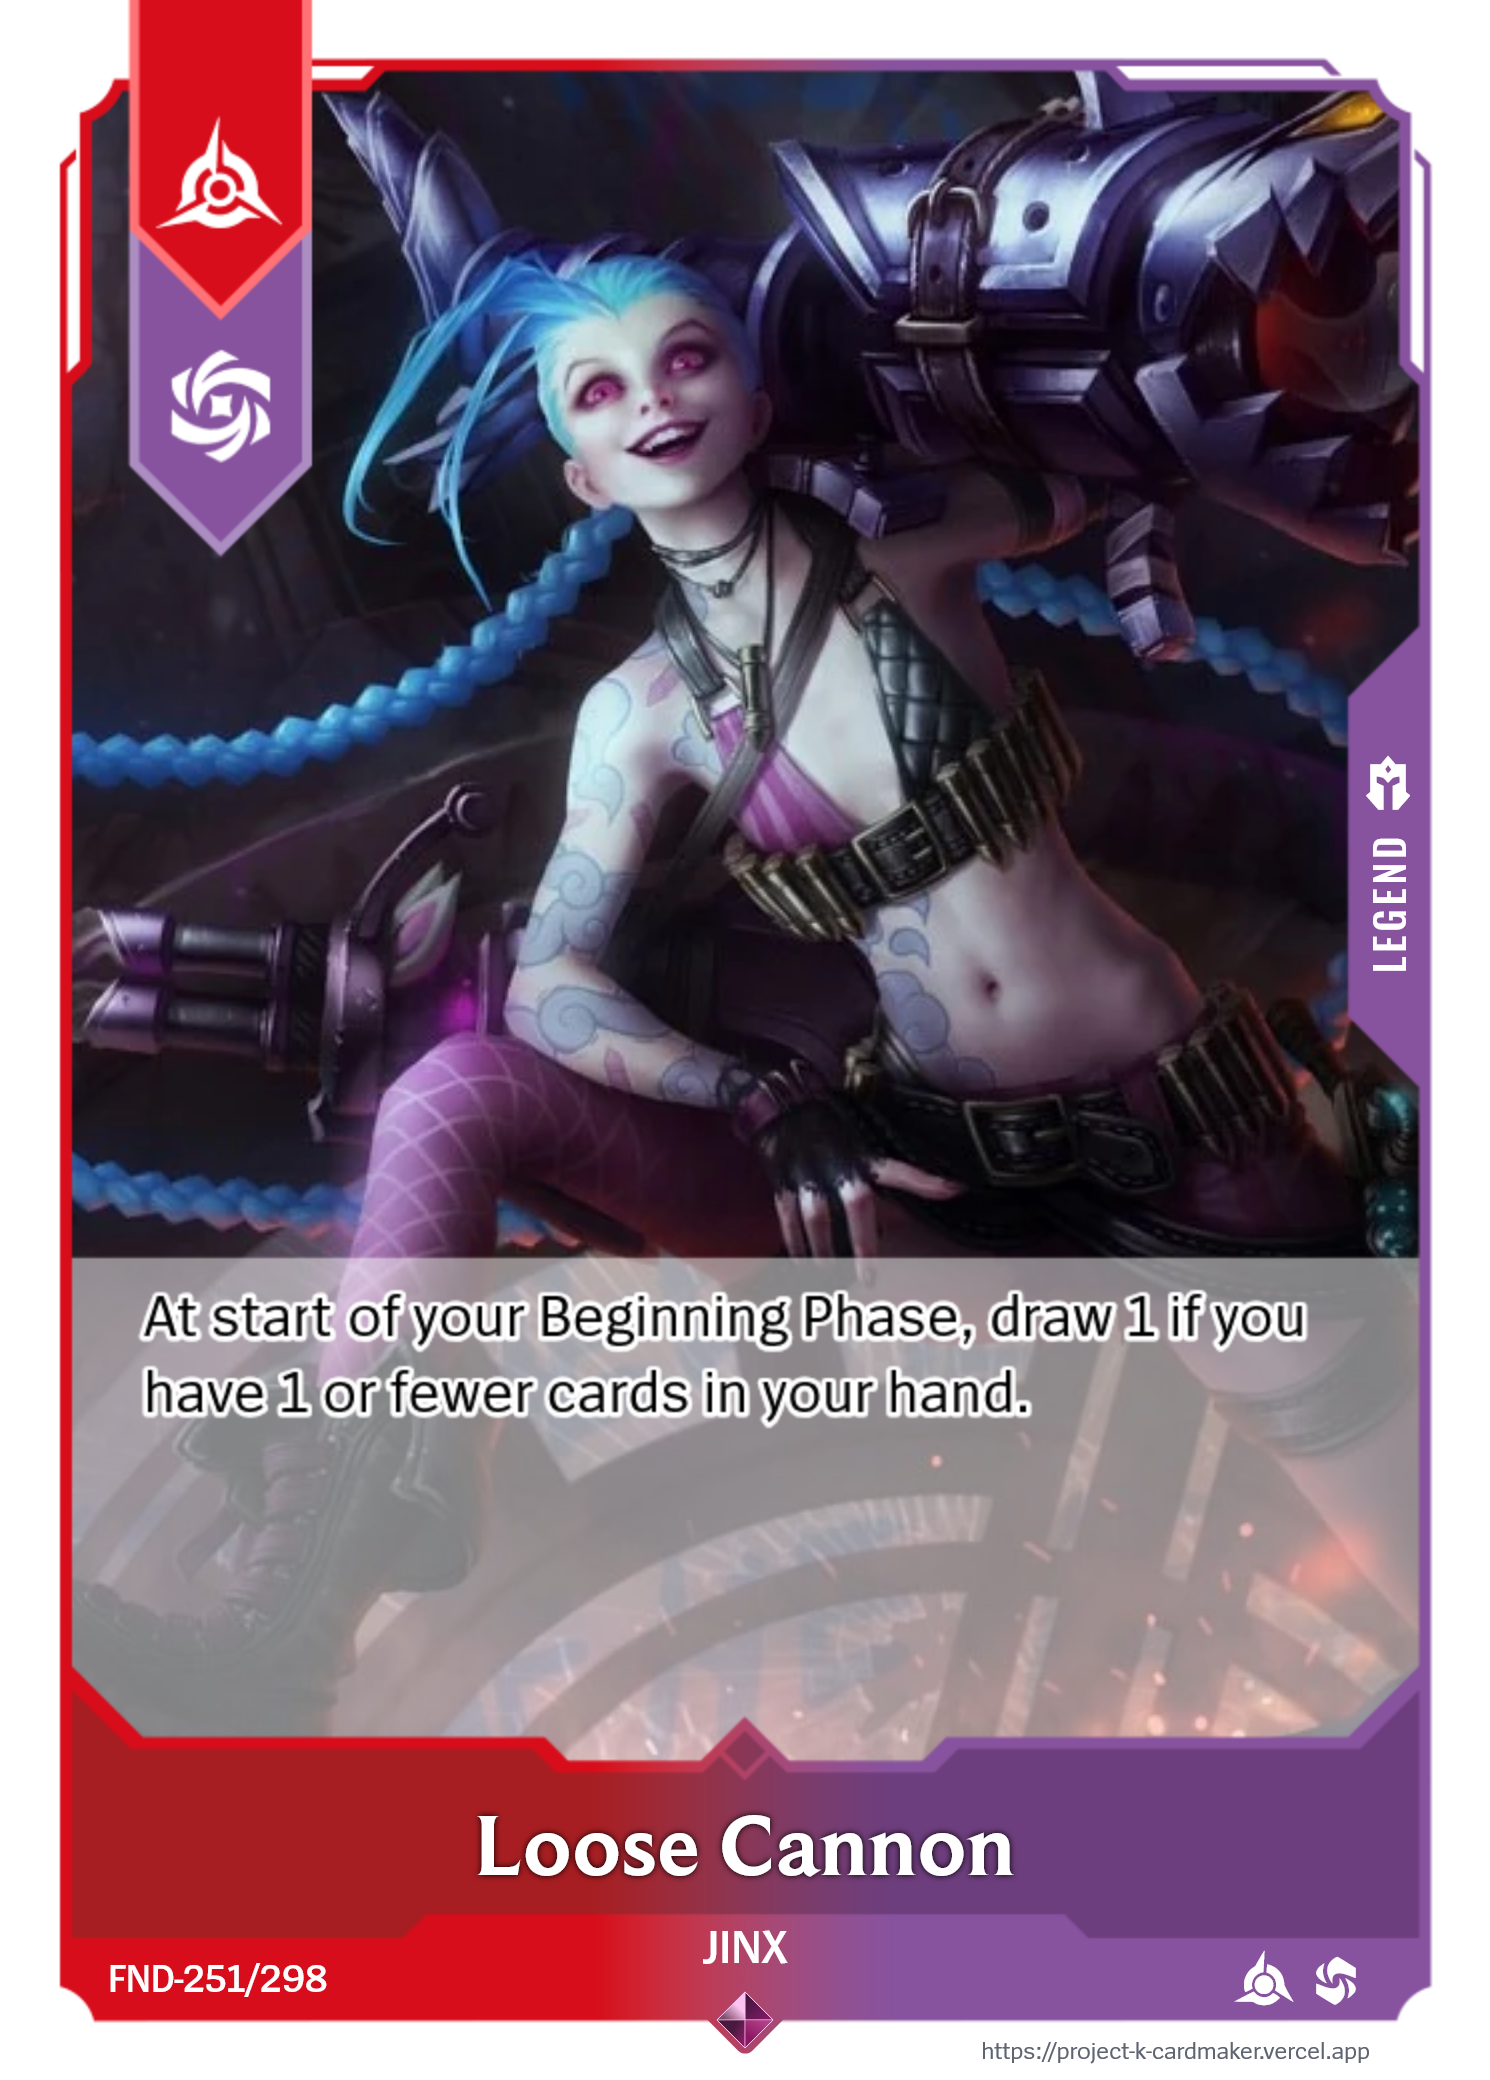 LEGEND
At start of your Beginning Phase, draw 1 if you
have 1 or fewer cards in your hand.
Loose Cannon
JINX
FND-251/298
https://project-k-cardmaker.vercel.app